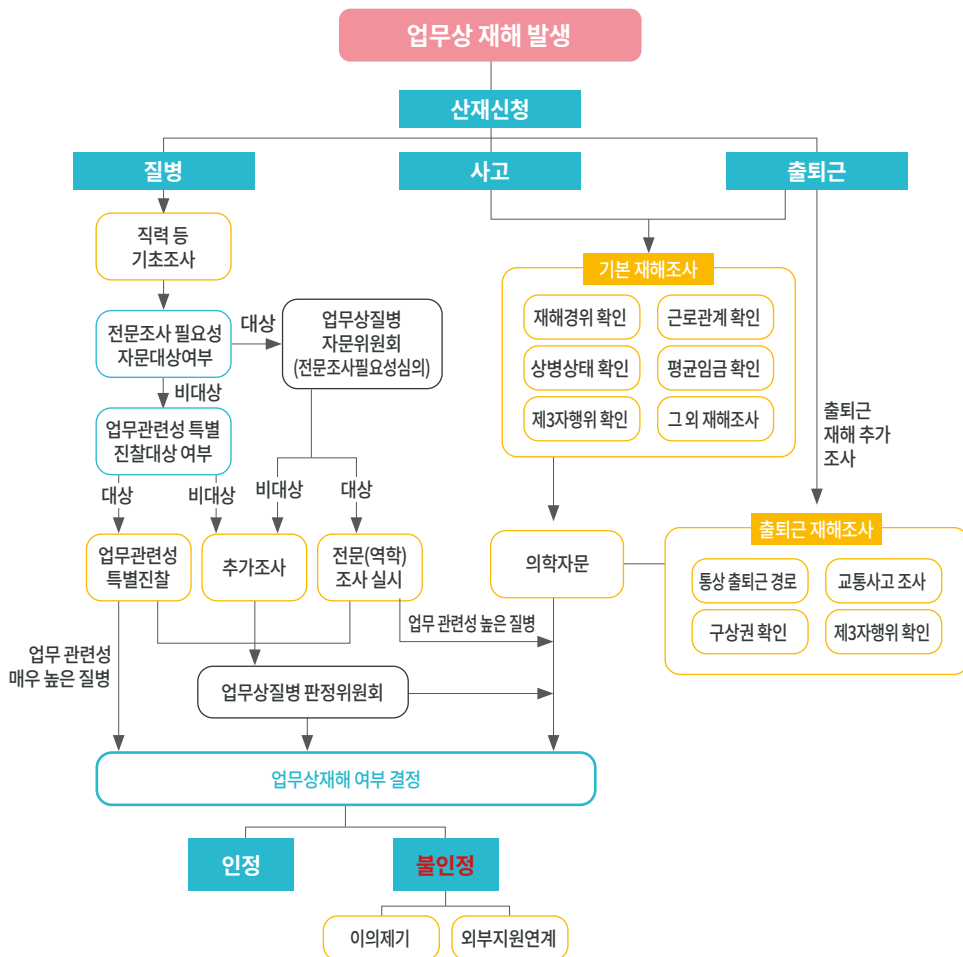 업무상 재해 발생
산재신청
질병
사고
출퇴근
직력 등
기초조사
전문조사 필요성
자문대상여부
대상
업무상질병
자문위원회
(전문조사필요성심의)
비대상
업무관련성 특별
진찰대상 여부
대상
비대상
비대상
대상
업무관련성
특별진찰
추가조사
전문(역학)
조사 실시
업무 관련성 높은 질병
업무 관련성
매우 높은 질병
업무상질병 판정위원회
기본 재해조사
재해경위 확인
근로관계 확인
상병상태 확인
평균임금 확인
제3자행위 확인
그 외 재해조사
출퇴근
재해 추가
조사
의학자문
출퇴근 재해조사
통상 출퇴근 경로
교통사고 조사
구상권 확인
제3자행위 확인
업무상재해 여부 결정
인정
불인정
이의제기
외부지원연계